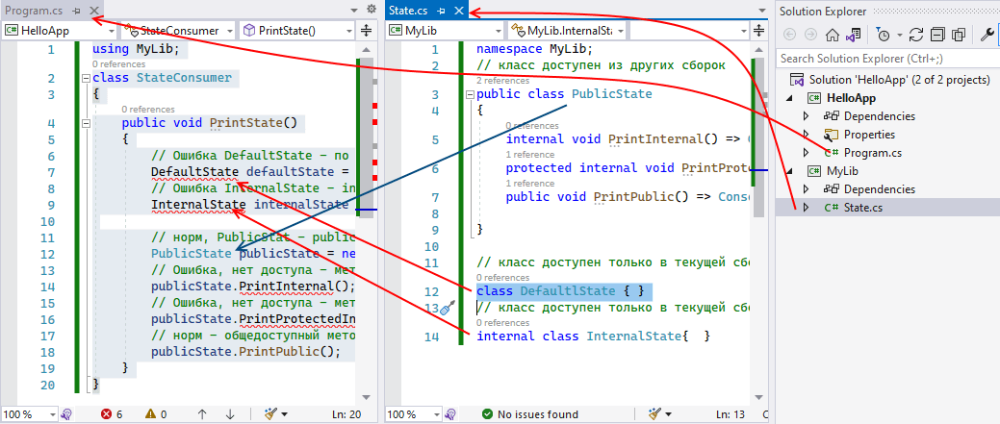 Program.cs
HelloApp
StateConsumer
PrintState()
1 using MyLib;
0 references
2 class StateConsumer
3 {
0 references
4 public void PrintState()
5 {
6 // Ошибка DefaultState - по
7 DefaultState defaultState =
8 // Ошибка InternalState - in
9 InternalState internalState
10
11 // норм, PublicStat - public
12 PublicState publicState = ne
13 // Ошибка, нет доступа - мет
14 publicState.PrintInternal();
15 // Ошибка, нет доступа - мет
16 publicState.PrintProtectedIn
17 // норм - общедоступный мето
18 publicState.PrintPublic();
19 }
20 }
100 %
6
0
Ln: 20
State.cs
MyLib
MyLib.InternalSta
1 namespace MyLib;
2 // класс доступен из других сборок
2 references
3 public class PublicState
4 {
0 references
5 internal void PrintInternal() => C
1 reference
6 protected internal void PrintProte
1 reference
7 public void PrintPublic() => Conso
8
9 }
10
11 // класс доступен только в текущей сбо
0 references
12 class DefaultlState { }
13 // класс доступен только в текущей сбо
0 references
14 internal class InternalState{ }
100 %
No issues found
Ln: 13
C
Solution Explorer
Search Solution Explorer (Ctrl+;)
Solution 'HelloApp' (2 of 2 projects)
HelloApp
Dependencies
Properties
C# Program.cs
C# MyLib
Dependencies
C# State.cs